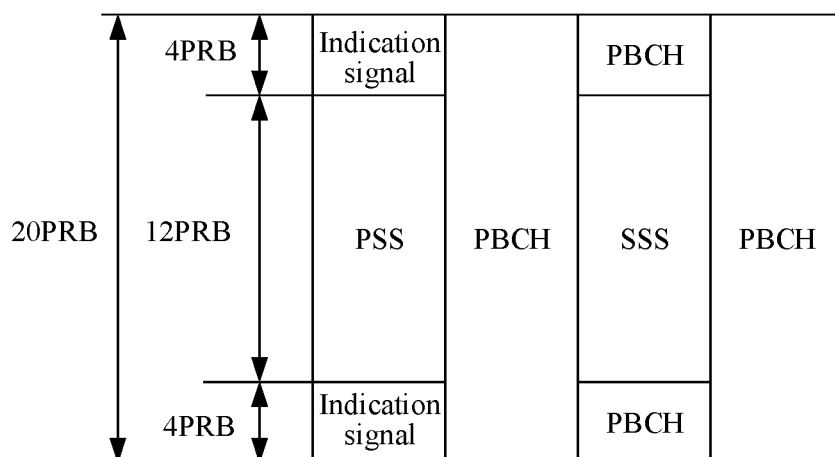 4PRB
Indication
signal
PBCH
20PRB
12PRB
PSS
PBCH
SSS
PBCH
4PRB
Indication
signal
PBCH